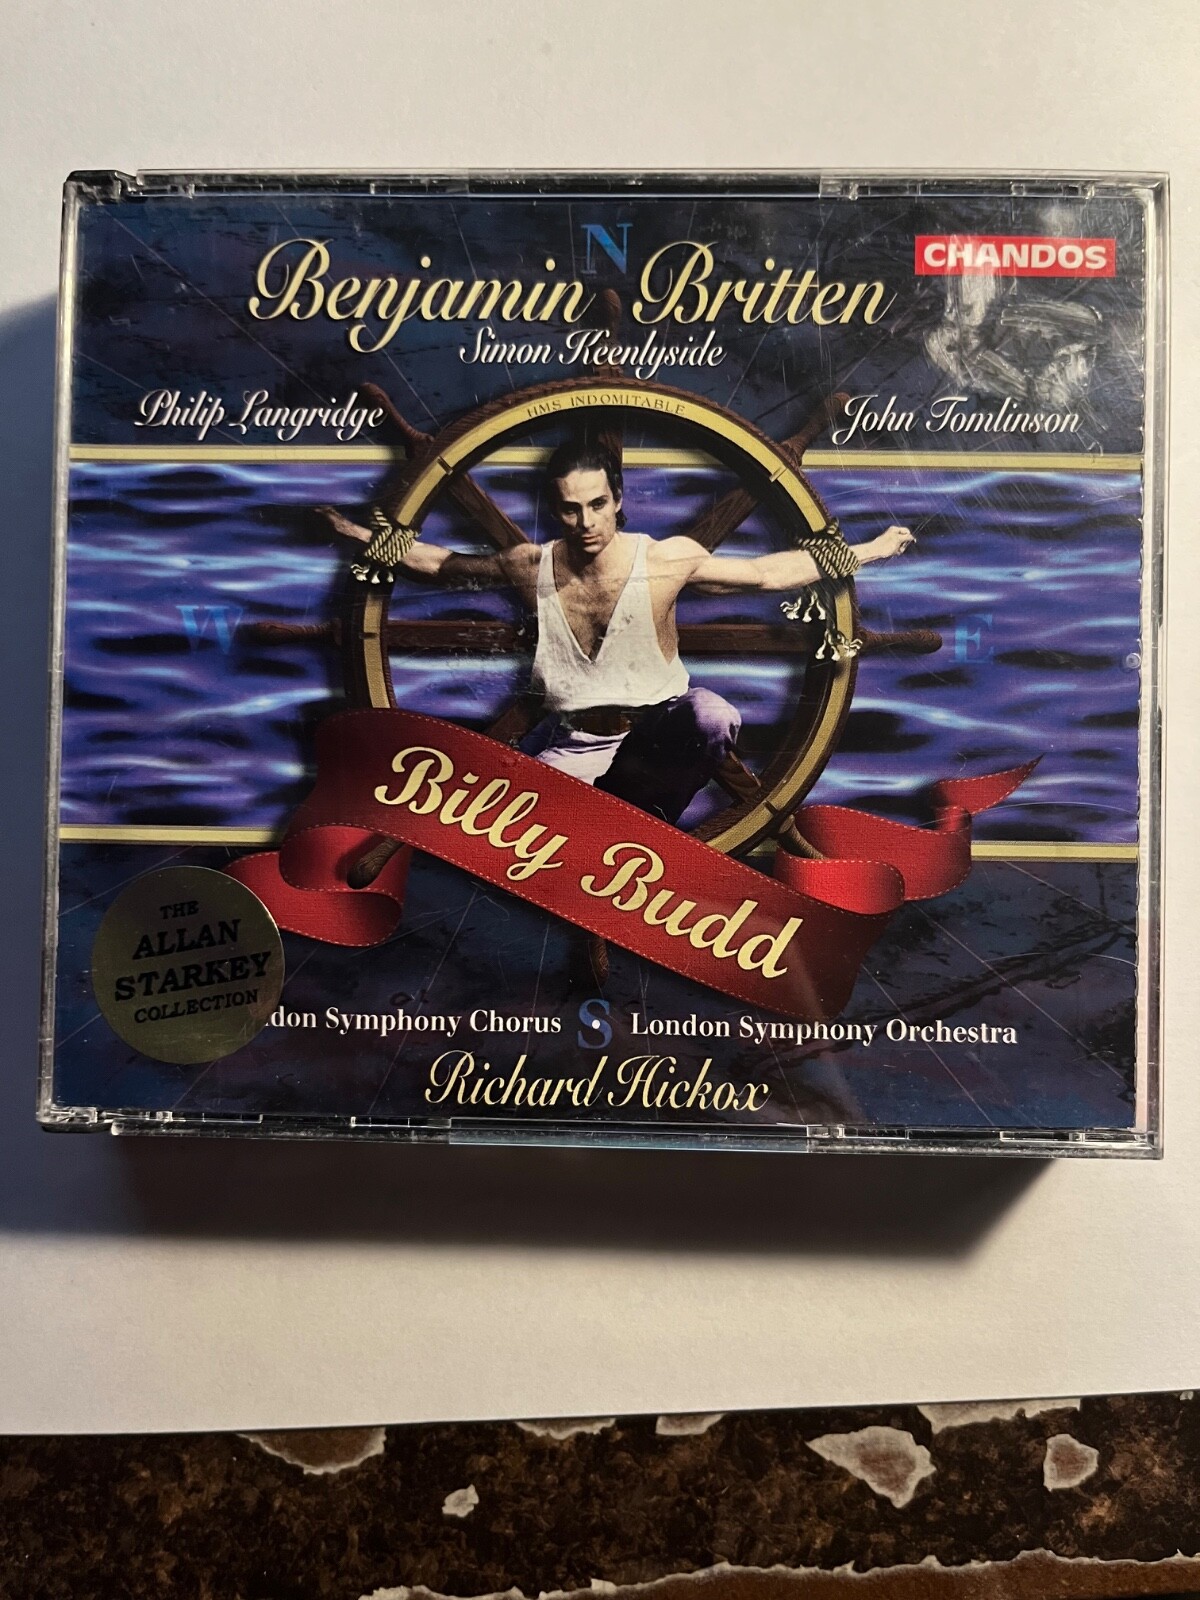 N
CHANDOS
Benjamin Britten
Simon Keenlyside
Philip Langridge
John Tomlinson
HMS INDOMITABLE
W
E
Billy Budd
THE
ALLAN
STARKEY
COLLECTION
don Symphony Chorus • London Symphony Orchestra
S
Richard Hickox